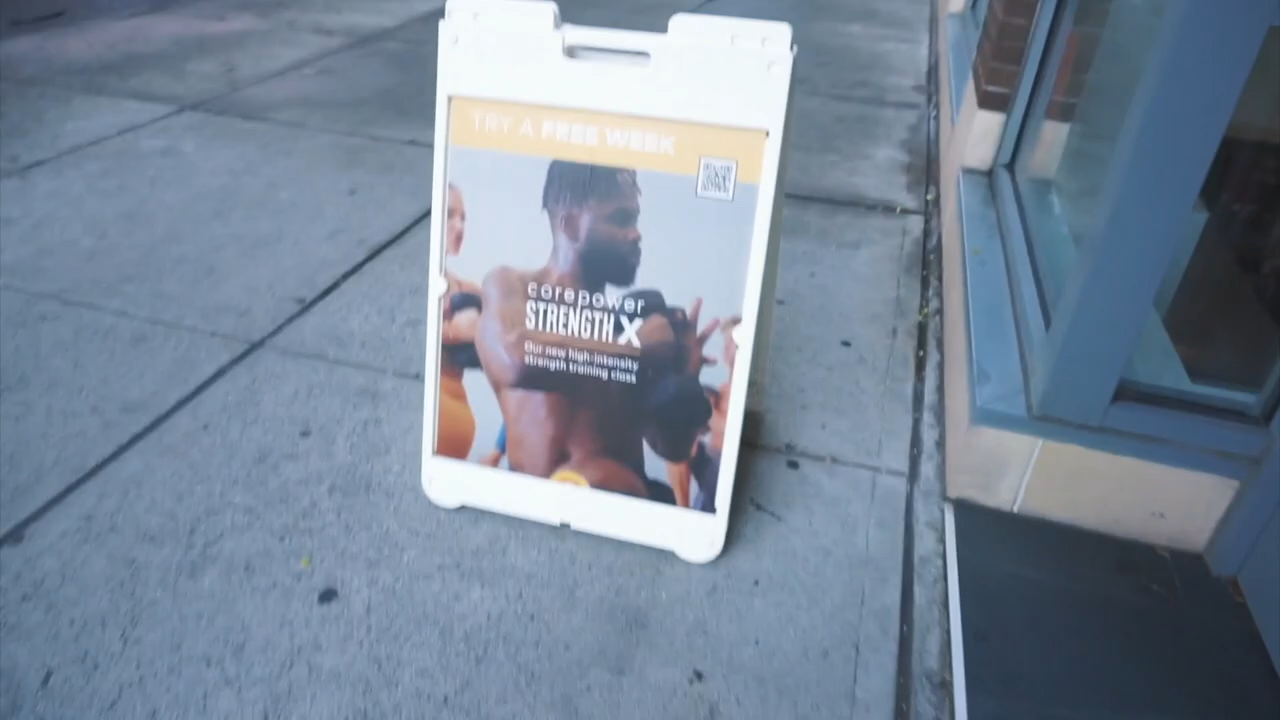 TRY A FREE WEEK
corepower
STRENGTH X
Our new high-intensity
strength training class